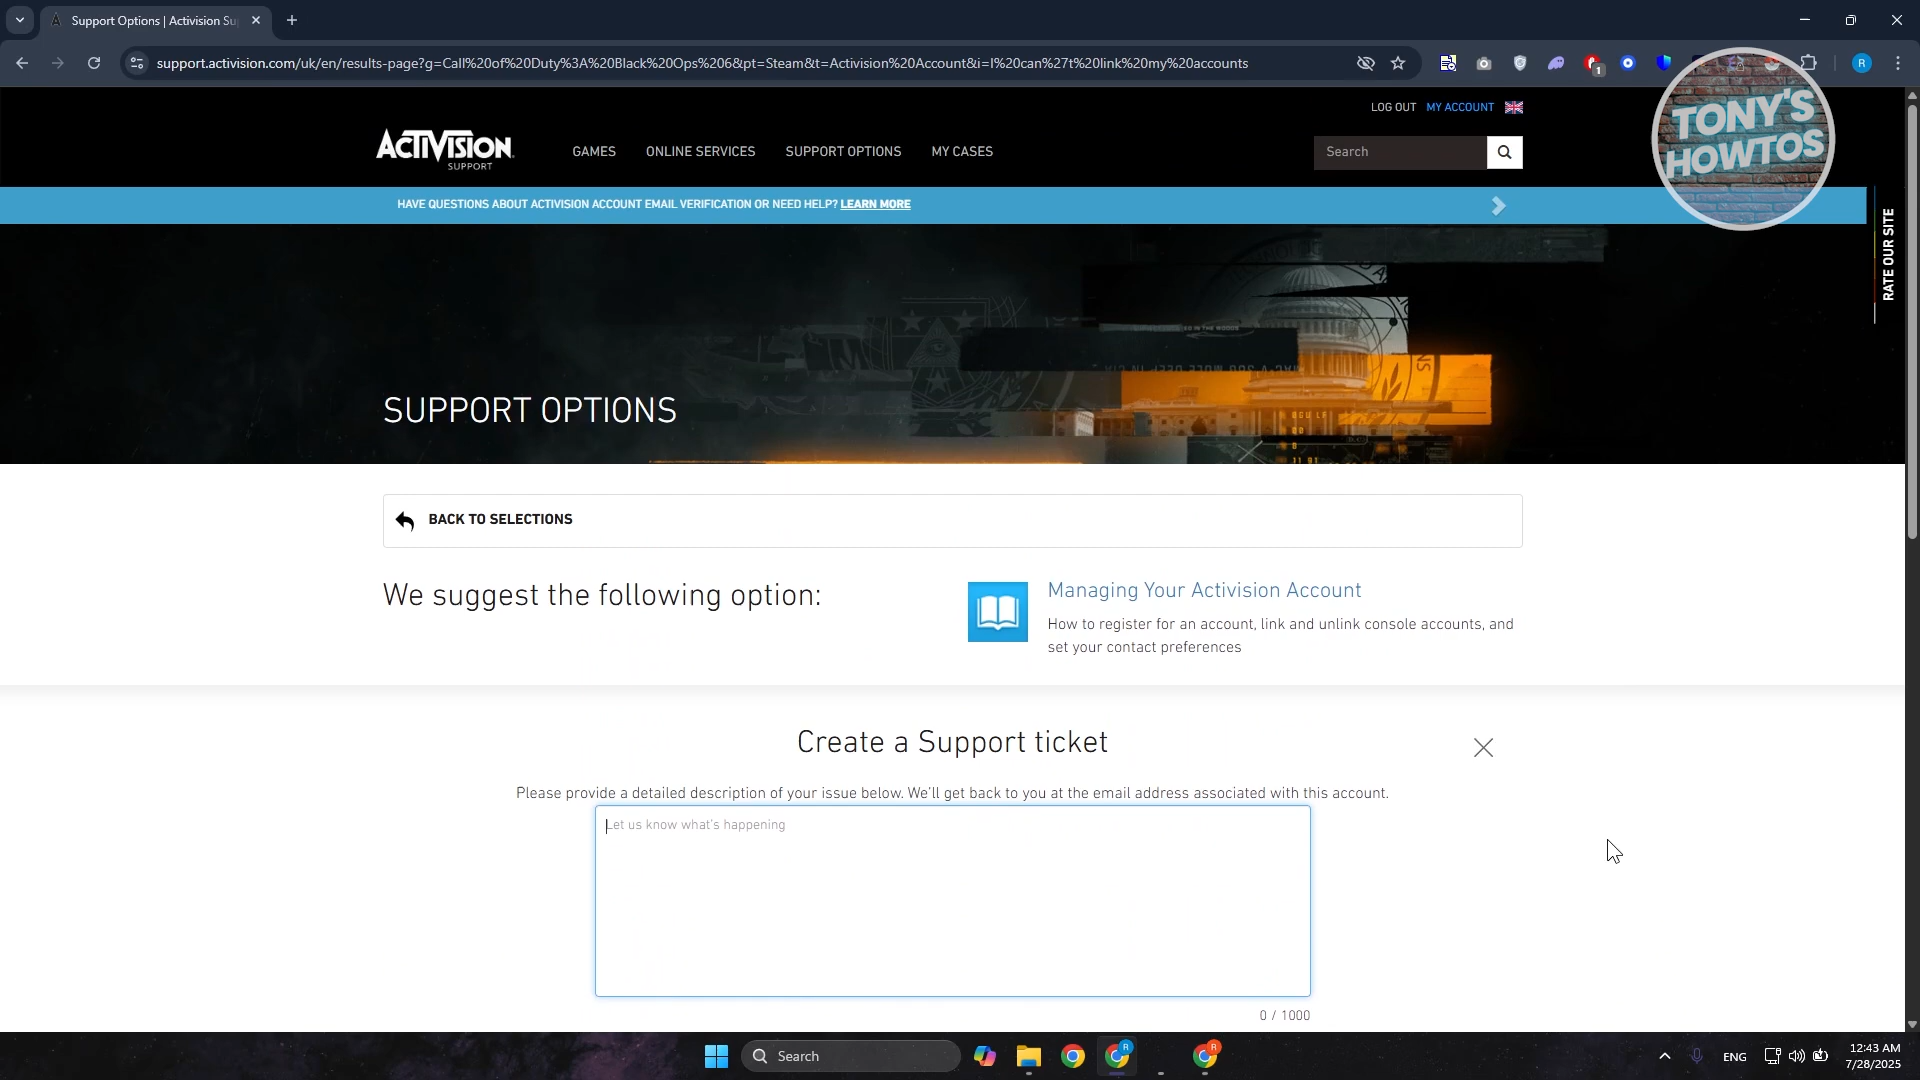 Support Options | Activision Su
support.activision.com/uk/en/results-page?g=Call%20of%20Duty%3A%20Black%20Ops%206&pt=Steam&t=Activision%20Account&i=I%20can%27t%20link%20my%20accounts
1
R
TONY'S
HOWTOS
LOG OUT MY ACCOUNT
ACTIVISION
SUPPORT
GAMES ONLINE SERVICES SUPPORT OPTIONS MY CASES
Search
HAVE QUESTIONS ABOUT ACTIVISION ACCOUNT EMAIL VERIFICATION OR NEED HELP? LEARN MORE
RATE OUR SITE
SUPPORT OPTIONS
BACK TO SELECTIONS
We suggest the following option:
Managing Your Activision Account
How to register for an account, link and unlink console accounts, and
set your contact preferences
Create a Support ticket
Please provide a detailed description of your issue below. We'll get back to you at the email address associated with this account.
Let us know what's happening
0 / 1000
Search
R
R
ENG
12:43 AM
7/28/2025